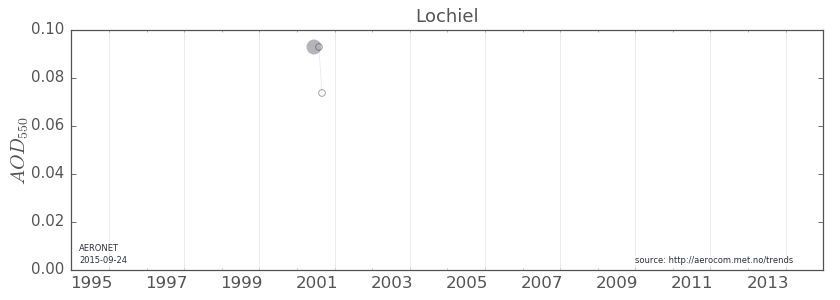 Lochiel
0.10
0.08
0.06
0.04
0.02
0.00
AOD550
AERONET
2015-09-24
source: http://aerocom.met.no/trends
1995 1997 1999 2001 2003 2005 2007 2009 2011 2013